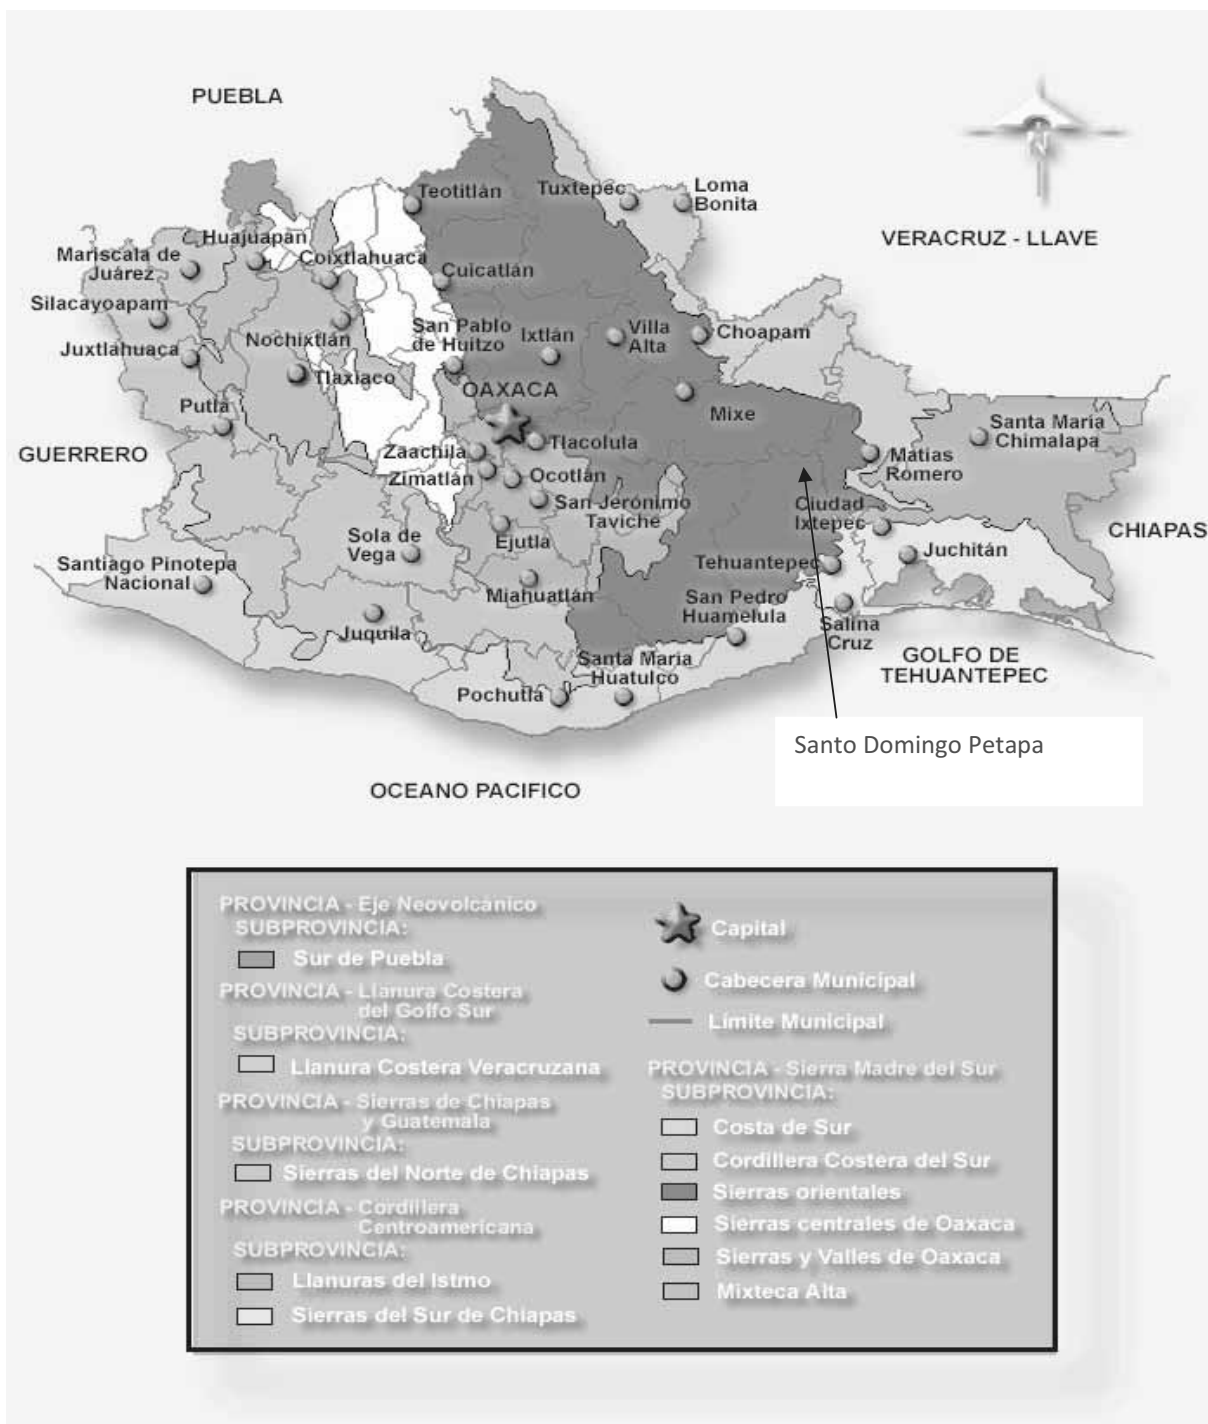 PUEBLA
Teotitlán
Tuxtepec
Loma
Bonita
VERACRUZ - LLAVE
N
Huajuapan
Mariscala de
Juárez
Coixtlahuaca
Cuicatlán
Silacayoapam
Nochixtlán
San Pablo
de Huitzo
Ixtlán
Villa
Alta
Choapam
Juxtlahuaca
Tlaxiaco
OAXACA
Mixe
Putla
Santa María
Chimalapa
GUERRERO
Zaachila
Tlacolula
Matías
Romero
Zimatlán
Ocotlán
San Jerónimo
Taviche
Ciudad
Ixtepec
CHIAPAS
Sola de
Vega
Ejutla
Juchitán
Santiago Pinotepa
Nacional
Tehuantepec
Miahuatlán
San Pedro
Huamelula
Juquila
Salina
Cruz
Santa María
Huatulco
GOLFO DE
TEHUANTEPEC
Pochutla
Santo Domingo Petapa
OCEANO PACIFICO
PROVINCIA - Eje Neovolcánico
SUBPROVINCIA:
Sur de Puebla
PROVINCIA - Llanura Costera
del Golfo Sur
SUBPROVINCIA:
Llanura Costera Veracruzana
PROVINCIA - Sierras de Chiapas
y Guatemala
SUBPROVINCIA:
Sierras del Norte de Chiapas
PROVINCIA - Cordillera
Centroamericana
SUBPROVINCIA:
Llanuras del Istmo
Sierras del Sur de Chiapas
Capital
Cabecera Municipal
Límite Municipal
PROVINCIA - Sierra Madre del Sur
SUBPROVINCIA:
Costa de Sur
Cordillera Costera del Sur
Sierras orientales
Sierras centrales de Oaxaca
Sierras y Valles de Oaxaca
Mixteca Alta